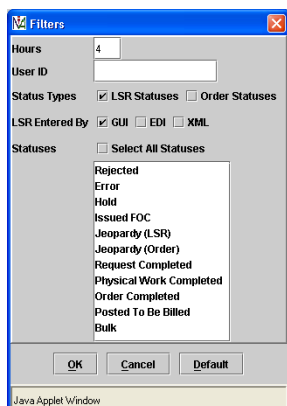 Filters
Hours 4
User ID
Status Types LSR Statuses Order Statuses
LSR Entered By GUI EDI XML
Statuses Select All Statuses
Rejected
Error
Hold
Issued FOC
Jeopardy (LSR)
Jeopardy (Order)
Request Completed
Physical Work Completed
Order Completed
Posted To Be Billed
Bulk
OK Cancel Default
Java Applet Window